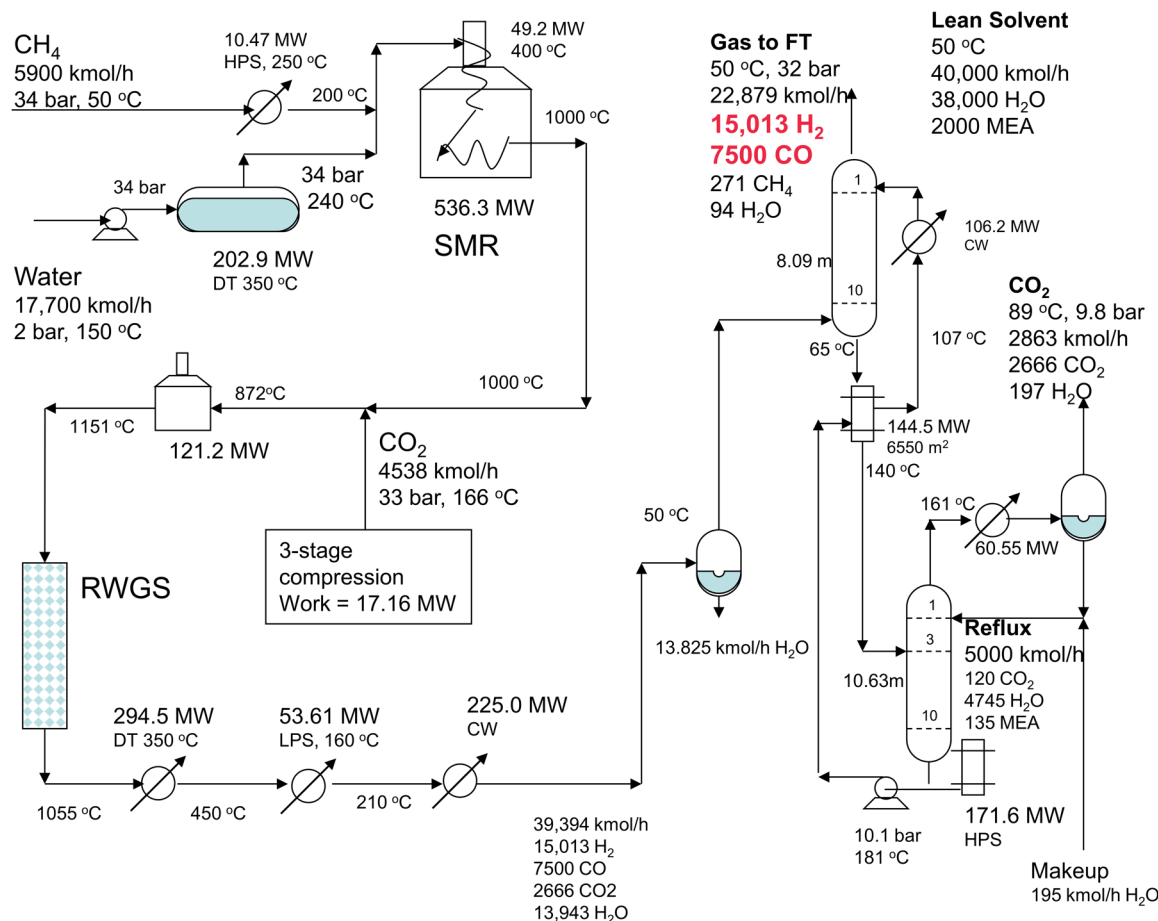 CH4
5900 kmol/h
34 bar, 50 oC
10.47 MW
HPS, 250 oC
200 oC
49.2 MW
400 oC
1000 oC
34 bar
34 bar
240 oC
536.3 MW
SMR
202.9 MW
DT 350 oC
Water
17,700 kmol/h
2 bar, 150 oC
872oC
1000 oC
1151 oC
121.2 MW
CO2
4538 kmol/h
33 bar, 166 oC
3-stage
compression
Work = 17.16 MW
RWGS
294.5 MW
DT 350 oC
53.61 MW
LPS, 160 oC
225.0 MW
CW
1055 oC
450 oC
210 oC
39,394 kmol/h
15,013 H2
7500 CO
2666 CO2
13,943 H2O
50 oC
13.825 kmol/h H2O
Gas to FT
50 oC, 32 bar
22,879 kmol/h
15,013 H2
7500 CO
271 CH4
94 H2O
Lean Solvent
50 oC
40,000 kmol/h
38,000 H2O
2000 MEA
1
10
8.09 m
106.2 MW
CW
65 oC
107 oC
144.5 MW
6550 m2
140 oC
CO2
89 oC, 9.8 bar
2863 kmol/h
2666 CO2
197 H2O
161 oC
60.55 MW
1
3
10
10.63m
Reflux
5000 kmol/h
120 CO2
4745 H2O
135 MEA
10.1 bar
181 oC
171.6 MW
HPS
Makeup
195 kmol/h H2O